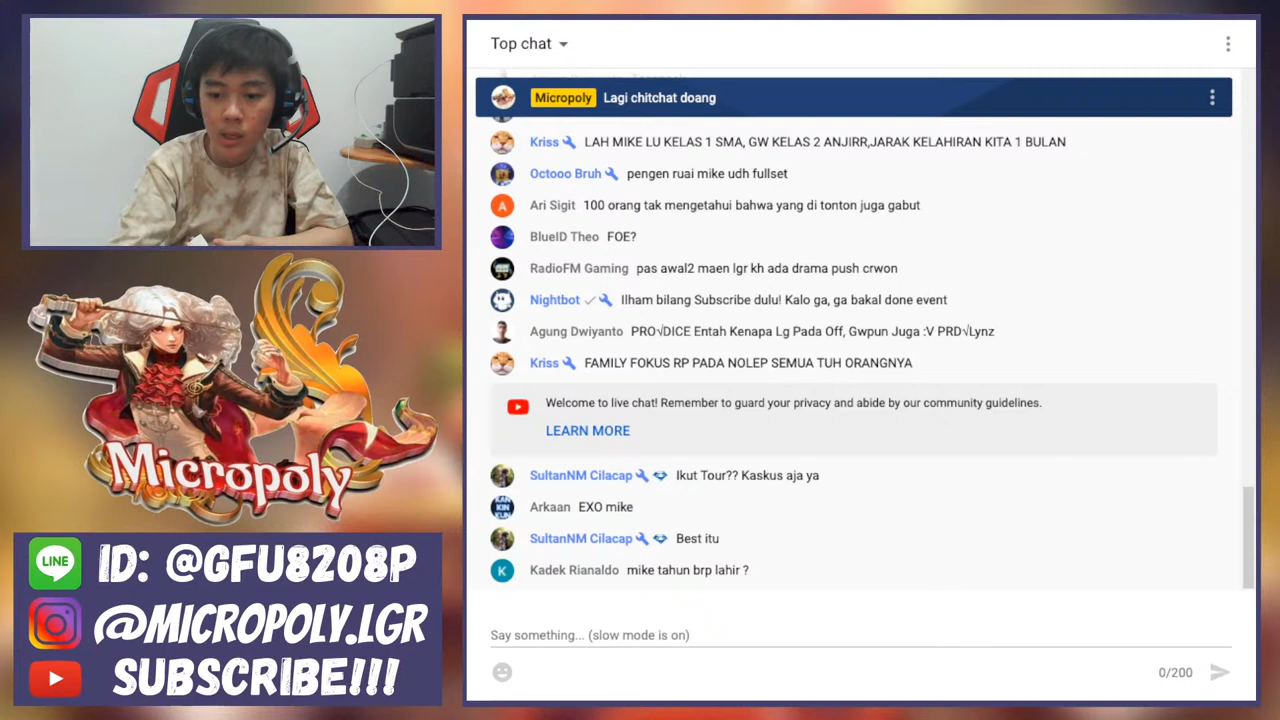 Top chat
Micropoly Lagi chitchat doang
Kriss LAH MIKE LU KELAS 1 SMA, GW KELAS 2 ANJIRR,JARAK KELAHIRAN KITA 1 BULAN
Octooo Bruh pengen ruai mike udh fullset
Ari Sigit 100 orang tak mengetahui bahwa yang di tonton juga gabut
BlueID Theo FOE?
RadioFM Gaming pas awal2 maen lgr kh ada drama push crwon
Nightbot Ilham bilang Subscribe dulu! Kalo ga, ga bakal done event
Agung Dwiyanto PRO√DICE Entah Kenapa Lg Pada Off, Gwpun Juga :V PRD√Lynz
Kriss FAMILY FOKUS RP PADA NOLEP SEMUA TUH ORANGNYA
Welcome to live chat! Remember to guard your privacy and abide by our community guidelines.
LEARN MORE
SultanNM Cilacap Ikut Tour?? Kaskus aja ya
Arkaan EXO mike
SultanNM Cilacap Best itu
K Kadek Rianaldo mike tahun brp lahir ?
Say something... (slow mode is on)
0/200
Micropoly
LINE ID: @GFU8208P
@MICROPOLY.LGR
SUBSCRIBE!!!